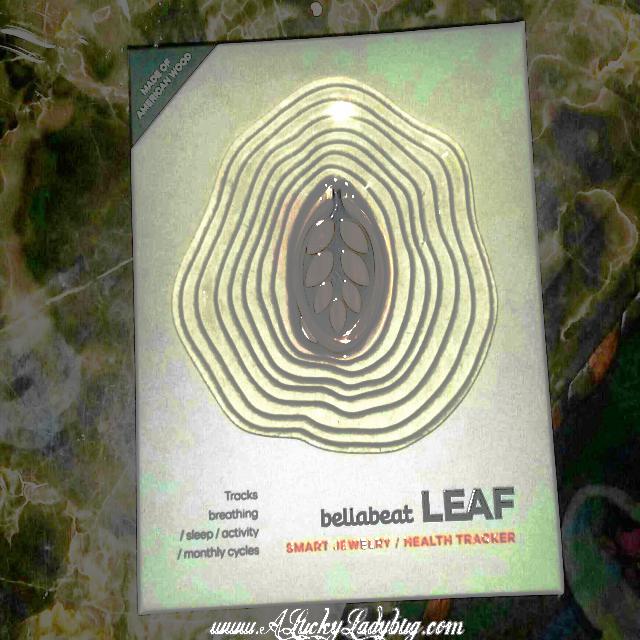 MADE OF
AMERICAN WOOD
Tracks
breathing
/ sleep / activity
/ monthly cycles
bellabeat LEAF
SMART JEWELRY / HEALTH TRACKER
www.ALuckyLadybug.com